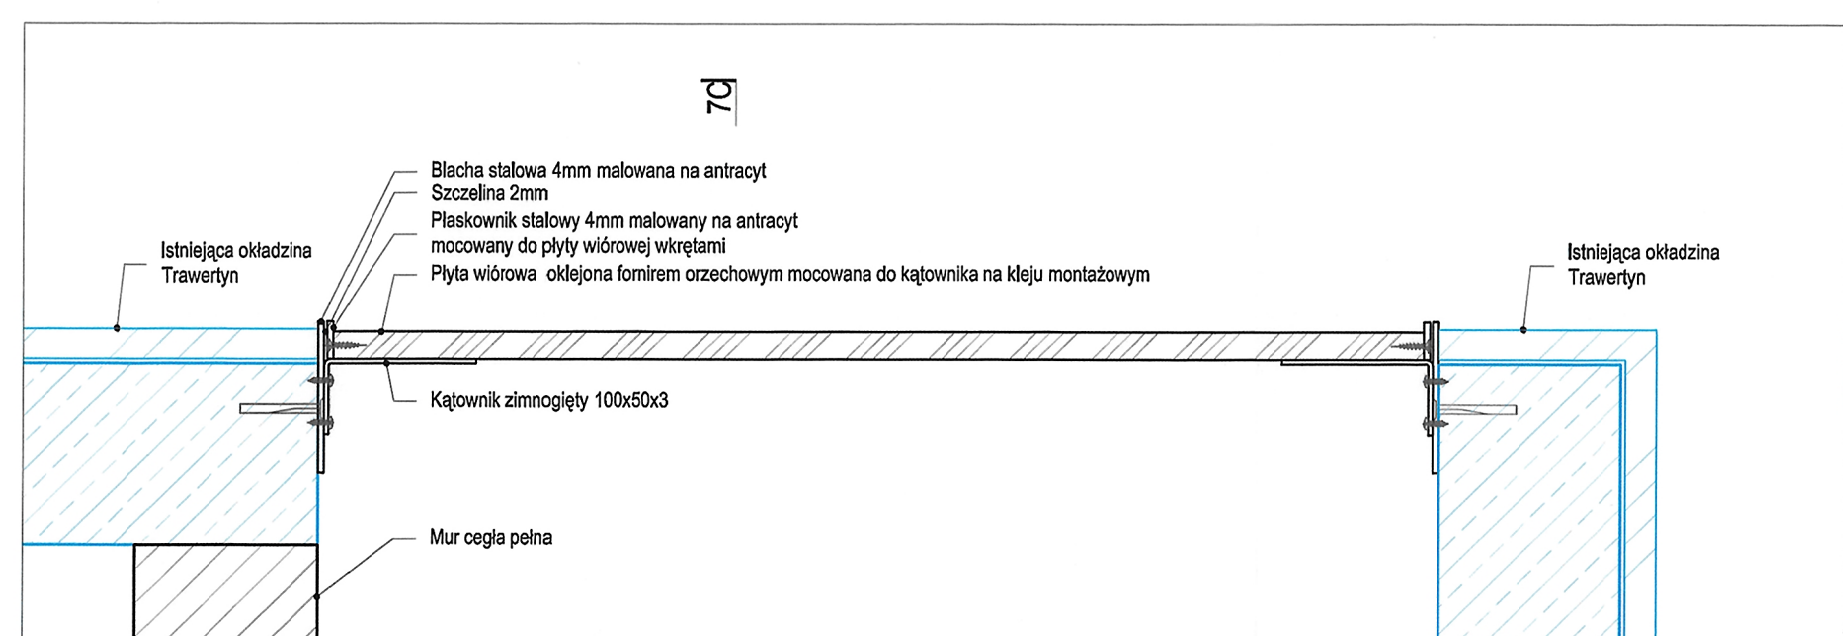 7C
Blacha stalowa 4mm malowana na antracyt
Szczelina 2mm
Płaskownik stalowy 4mm malowany na antracyt
mocowany do płyty wiórowej wkrętami
Istniejąca okładzina
Trawertyn
Płyta wiórowa oklejona fornirem orzechowym mocowana do kątownika na kleju montażowym
Istniejąca okładzina
Trawertyn
Kątownik zimnogięty 100x50x3
Mur cegła pełna